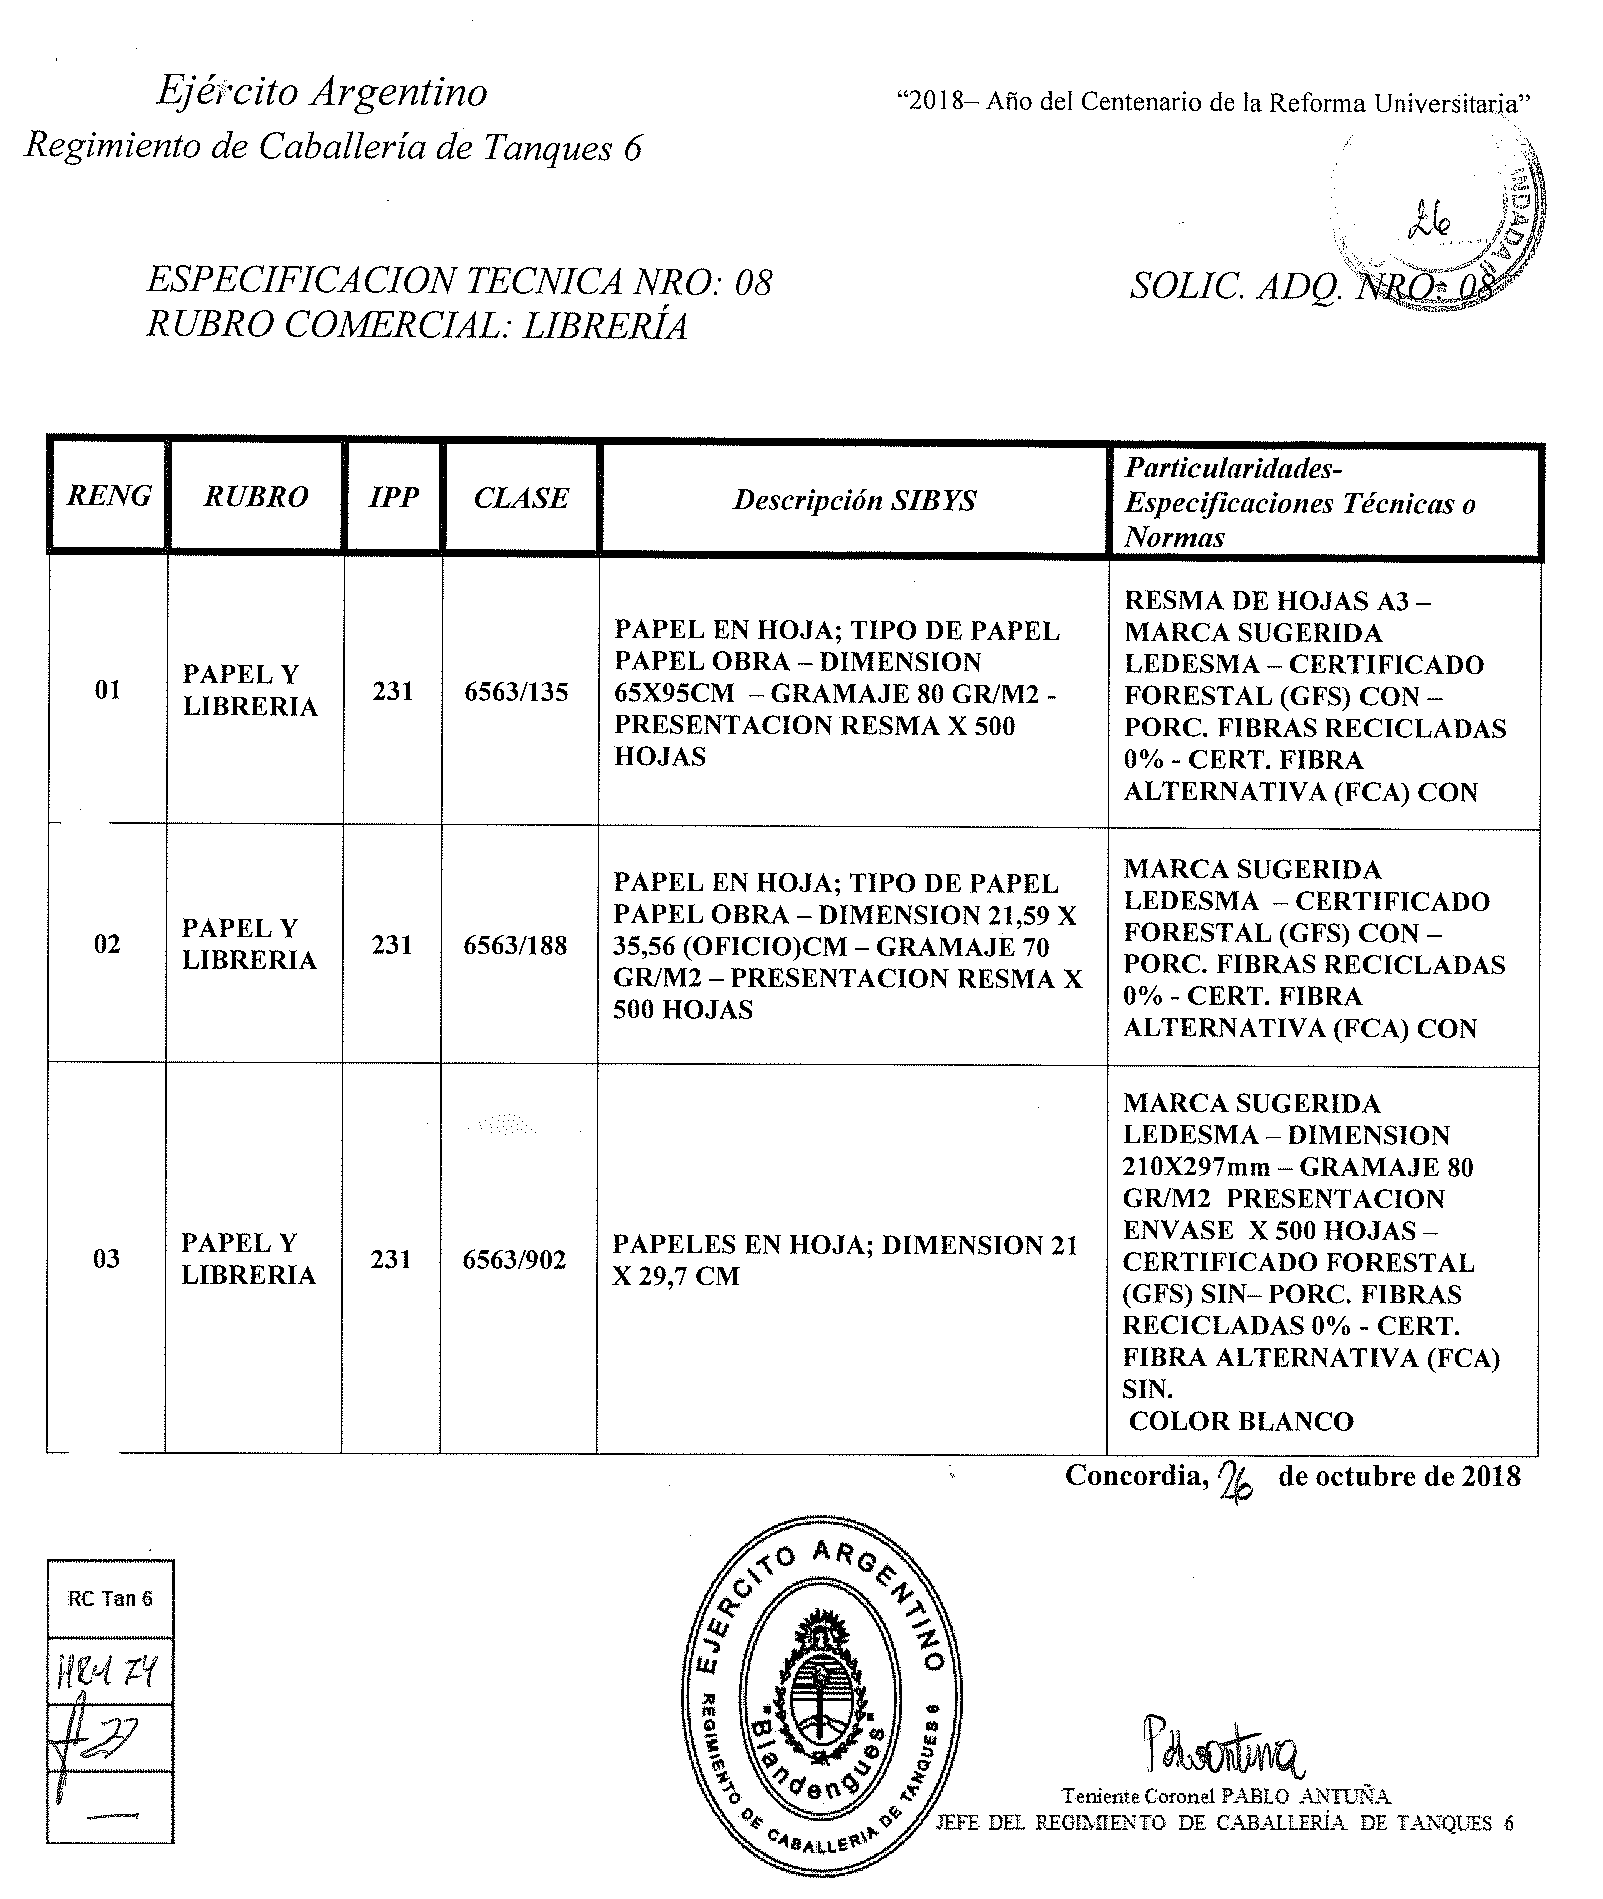 Ejército Argentino
Regimiento de Caballería de Tanques 6
“2018– Año del Centenario de la Reforma Universitaria”
NDADA
26
ESPECIFICACION TECNICA NRO: 08
RUBRO COMERCIAL: LIBRERÍA
SOLIC. ADQ. NRO: 08
RENG
RUBRO
IPP
CLASE
Descripción SIBYS
Particularidades-
Especificaciones Técnicas o
Normas
01
PAPEL Y
LIBRERIA
231
6563/135
PAPEL EN HOJA; TIPO DE PAPEL
PAPEL OBRA – DIMENSION
65X95CM – GRAMAJE 80 GR/M2 -
PRESENTACION RESMA X 500
HOJAS
RESMA DE HOJAS A3 –
MARCA SUGERIDA
LEDESMA – CERTIFICADO
FORESTAL (GFS) CON –
PORC. FIBRAS RECICLADAS
0% - CERT. FIBRA
ALTERNATIVA (FCA) CON
02
PAPEL Y
LIBRERIA
231
6563/188
PAPEL EN HOJA; TIPO DE PAPEL
PAPEL OBRA – DIMENSION 21,59 X
35,56 (OFICIO)CM – GRAMAJE 70
GR/M2 – PRESENTACION RESMA X
500 HOJAS
MARCA SUGERIDA
LEDESMA – CERTIFICADO
FORESTAL (GFS) CON –
PORC. FIBRAS RECICLADAS
0% - CERT. FIBRA
ALTERNATIVA (FCA) CON
03
PAPEL Y
LIBRERIA
231
6563/902
PAPELES EN HOJA; DIMENSION 21
X 29,7 CM
MARCA SUGERIDA
LEDESMA – DIMENSION
210X297mm – GRAMAJE 80
GR/M2 PRESENTACION
ENVASE X 500 HOJAS –
CERTIFICADO FORESTAL
(GFS) SIN– PORC. FIBRAS
RECICLADAS 0% - CERT.
FIBRA ALTERNATIVA (FCA)
SIN.
COLOR BLANCO
Concordia, 26 de octubre de 2018
RC Tan 6
27
—
EJERCITO ARGENTINO
"Blandengues"
REGIMIENTO DE CABALLERIA DE TANQUES 6
Teniente Coronel PABLO ANTUÑA
JEFE DEL REGIMIENTO DE CABALLERÍA DE TANQUES 6